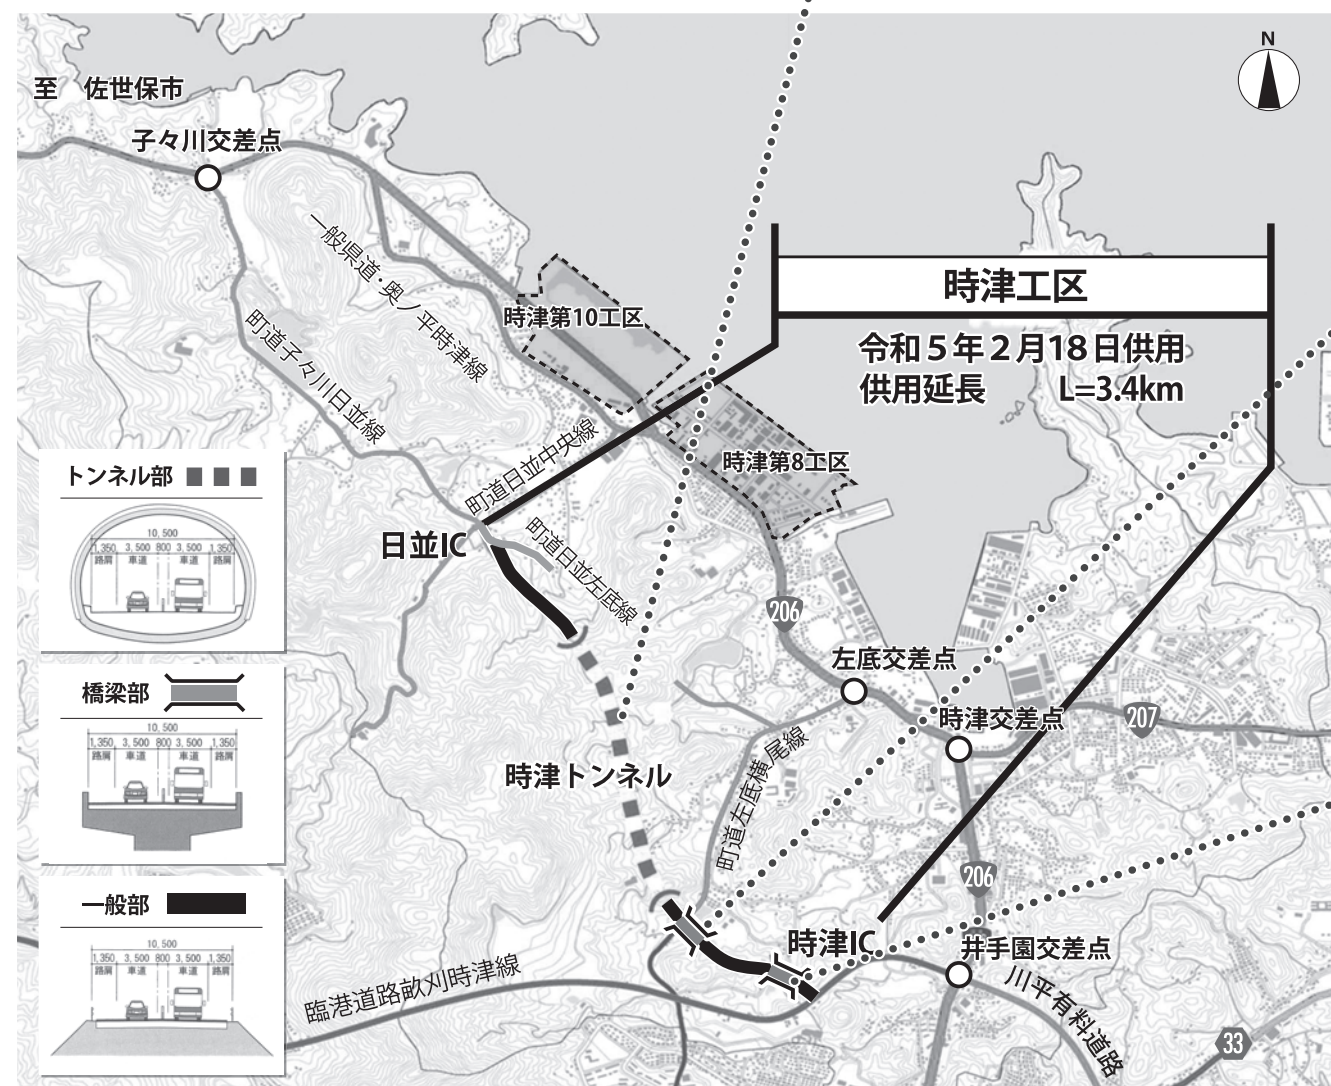 N
至　佐世保市
子々川交差点
一般県道・奥ノ平時津線
時津第10工区
時津工区
令和５年２月18日供用
供用延長　L=3.4km
町道子々川日並線
町道日並中央線
時津第8工区
日並IC
町道日並左底線
206
左底交差点
時津交差点
207
時津トンネル
町道左底横尾線
206
時津IC
井手園交差点
臨港道路畝刈時津線
川平有料道路
33
トンネル部
10,500
1,350 3,500 800 3,500 1,350
路肩 車道 車道 路肩
橋梁部
10,500
1,350 3,500 800 3,500 1,350
路肩 車道 車道 路肩
一般部
10,500
1,350 3,500 800 3,500 1,350
路肩 車道 車道 路肩